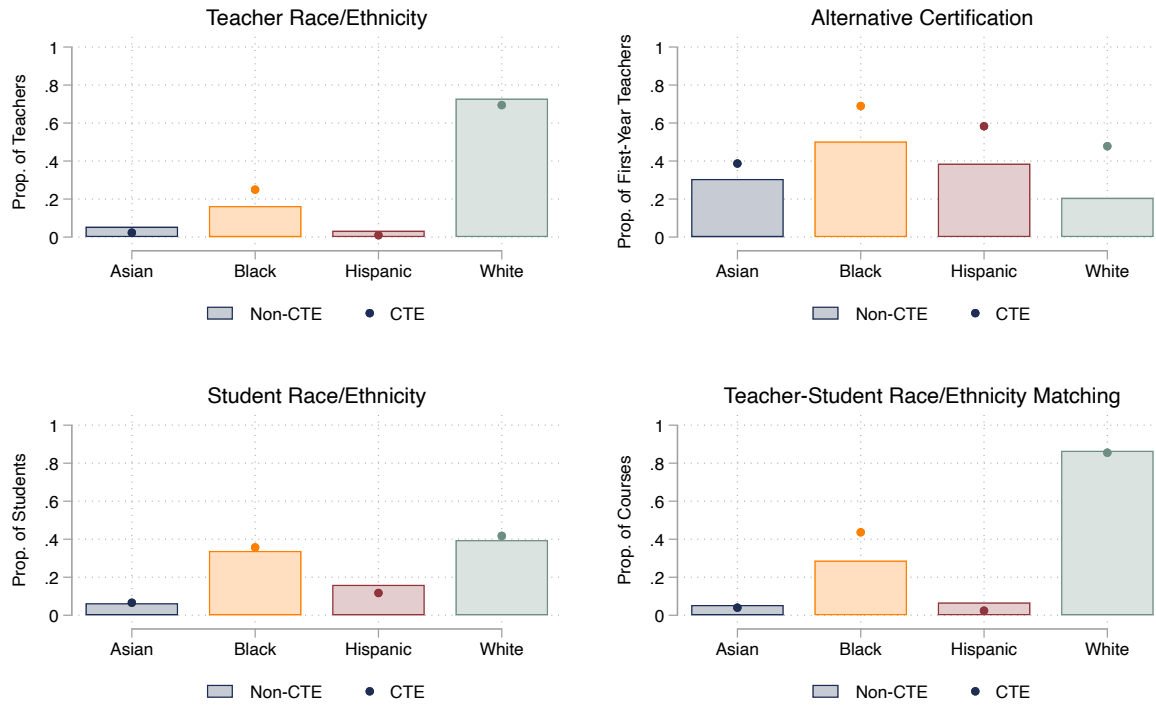 Teacher Race/Ethnicity
Prop. of Teachers
1
.8
.6
.4
.2
0
Asian Black Hispanic White
Non-CTE CTE
Alternative Certification
Prop. of First-Year Teachers
1
.8
.6
.4
.2
0
Asian Black Hispanic White
Non-CTE CTE
Student Race/Ethnicity
Prop. of Students
1
.8
.6
.4
.2
0
Asian Black Hispanic White
Non-CTE CTE
Teacher-Student Race/Ethnicity Matching
Prop. of Courses
1
.8
.6
.4
.2
0
Asian Black Hispanic White
Non-CTE CTE